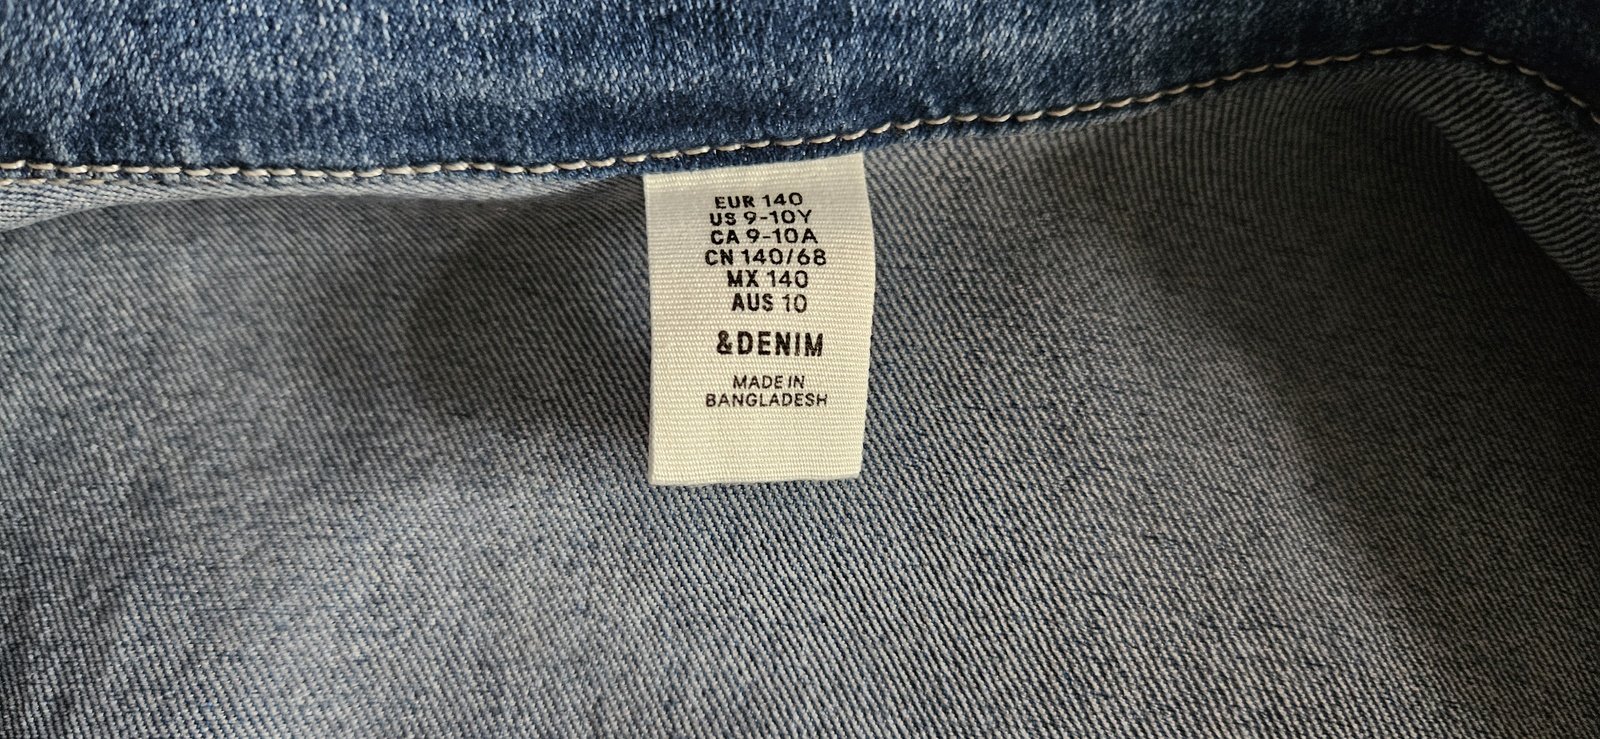 EUR 140
US 9-10Y
CA 9-10A
CN 140/68
MX 140
AUS 10
&DENIM
MADE IN
BANGLADESH